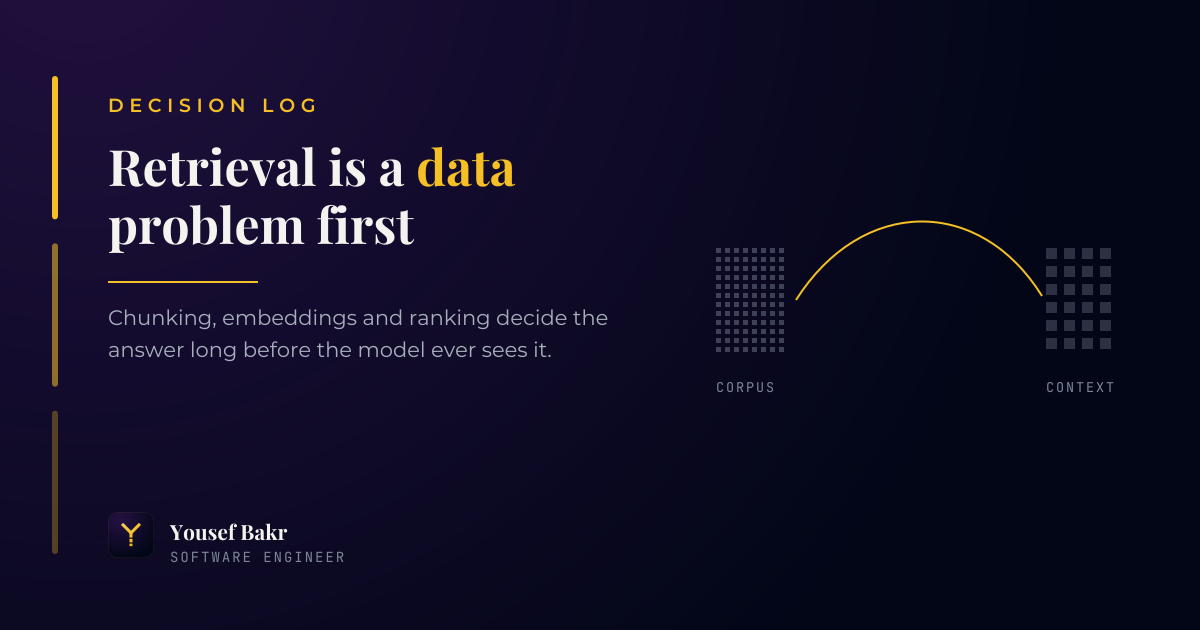 DECISION LOG
Retrieval is a data
problem first
Chunking, embeddings and ranking decide the
answer long before the model ever sees it.
CORPUS
CONTEXT
Yousef Bakr
SOFTWARE ENGINEER